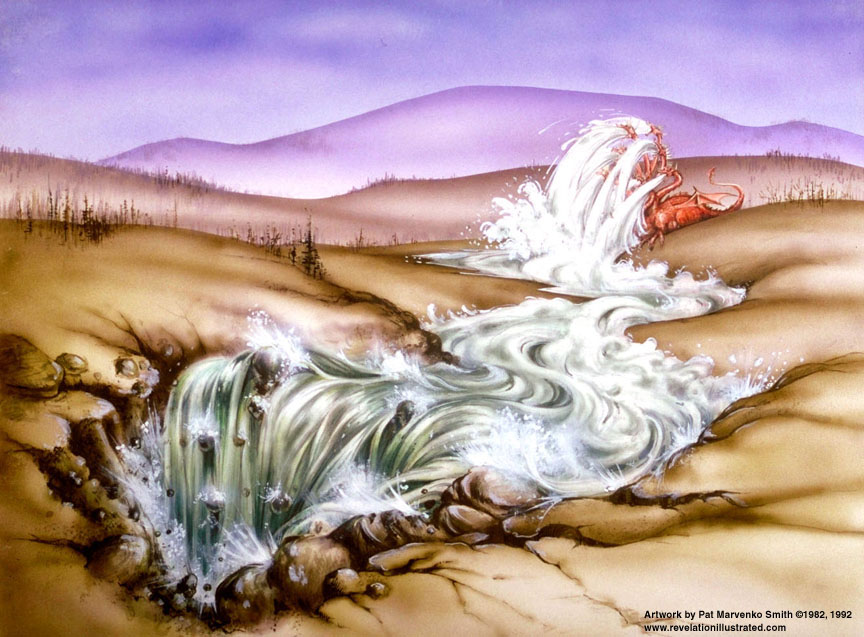 Artwork by Pat Marvenko Smith ©1982, 1992
www.revelationillustrated.com